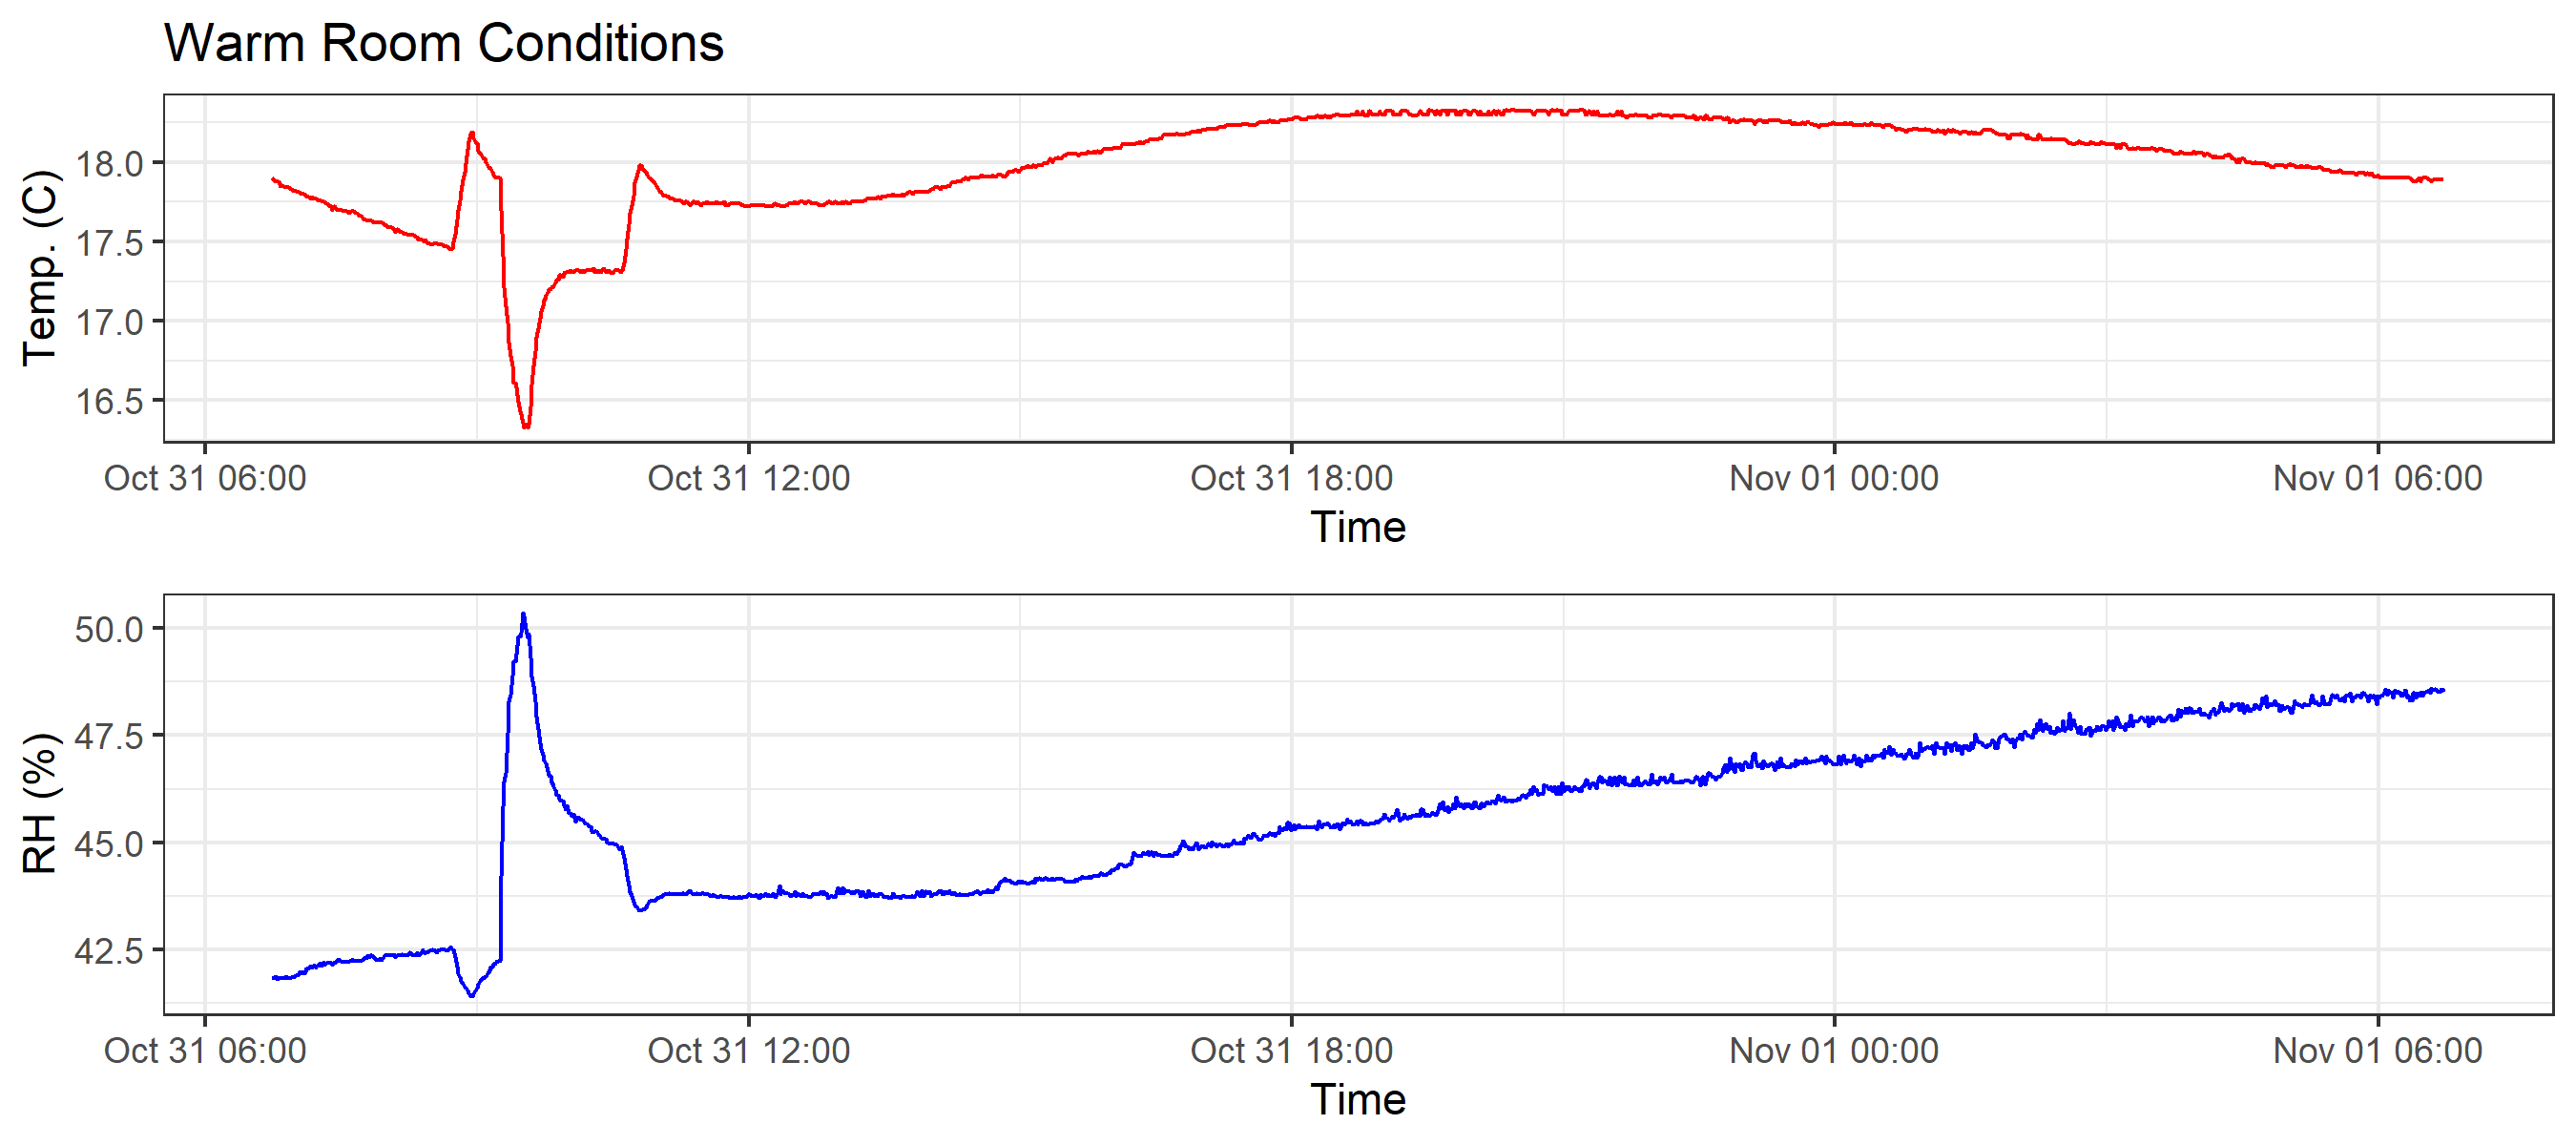 Warm Room Conditions
Temp. (C)
18.0
17.5
17.0
16.5
Oct 31 06:00 Oct 31 12:00 Oct 31 18:00 Nov 01 00:00 Nov 01 06:00
Time
RH (%)
50.0
47.5
45.0
42.5
Oct 31 06:00 Oct 31 12:00 Oct 31 18:00 Nov 01 00:00 Nov 01 06:00
Time